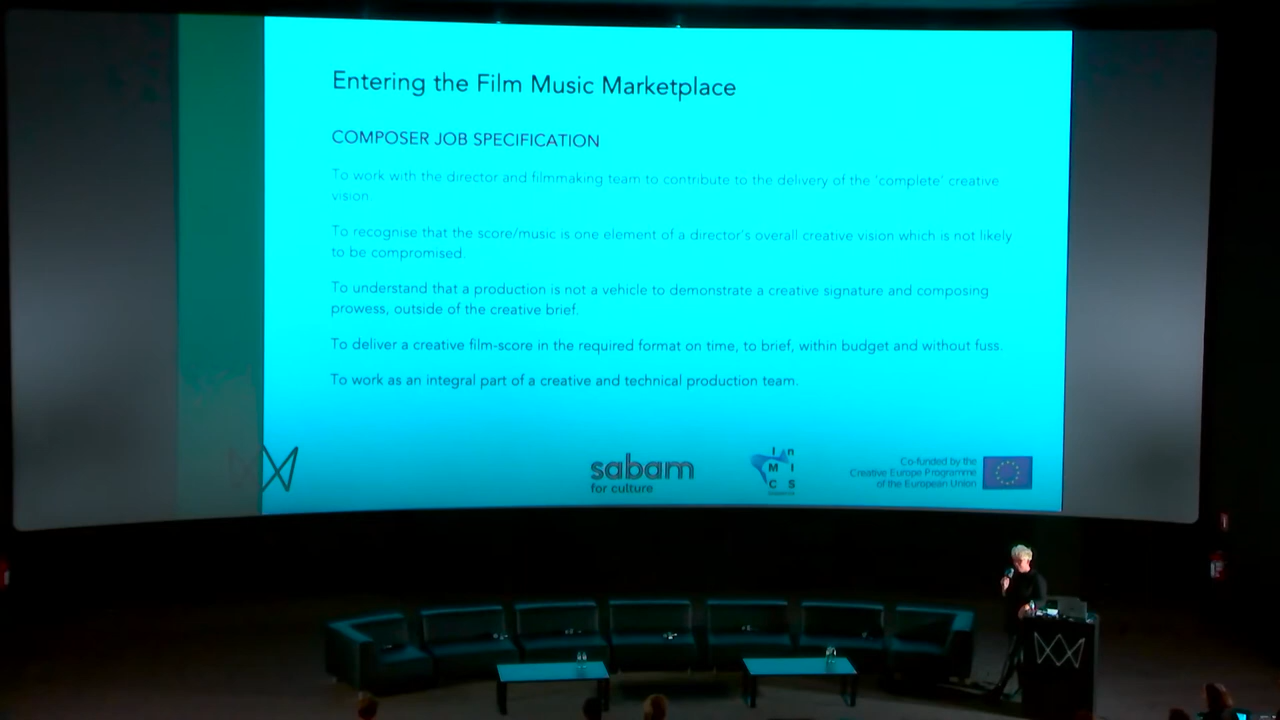 Entering the Film Music Marketplace
COMPOSER JOB SPECIFICATION
To work with the director and filmmaking team to contribute to the delivery of the 'complete' creative
vision.
To recognise that the score/music is one element of a director's overall creative vision which is not likely
to be compromised.
To understand that a production is not a vehicle to demonstrate a creative signature and composing
prowess, outside of the creative brief.
To deliver a creative film-score in the required format on time, to brief, within budget and without fuss.
To work as an integral part of a creative and technical production team.
sabam
for culture
I n
M I
C S
Co-funded by the
Creative Europe Programme
of the European Union